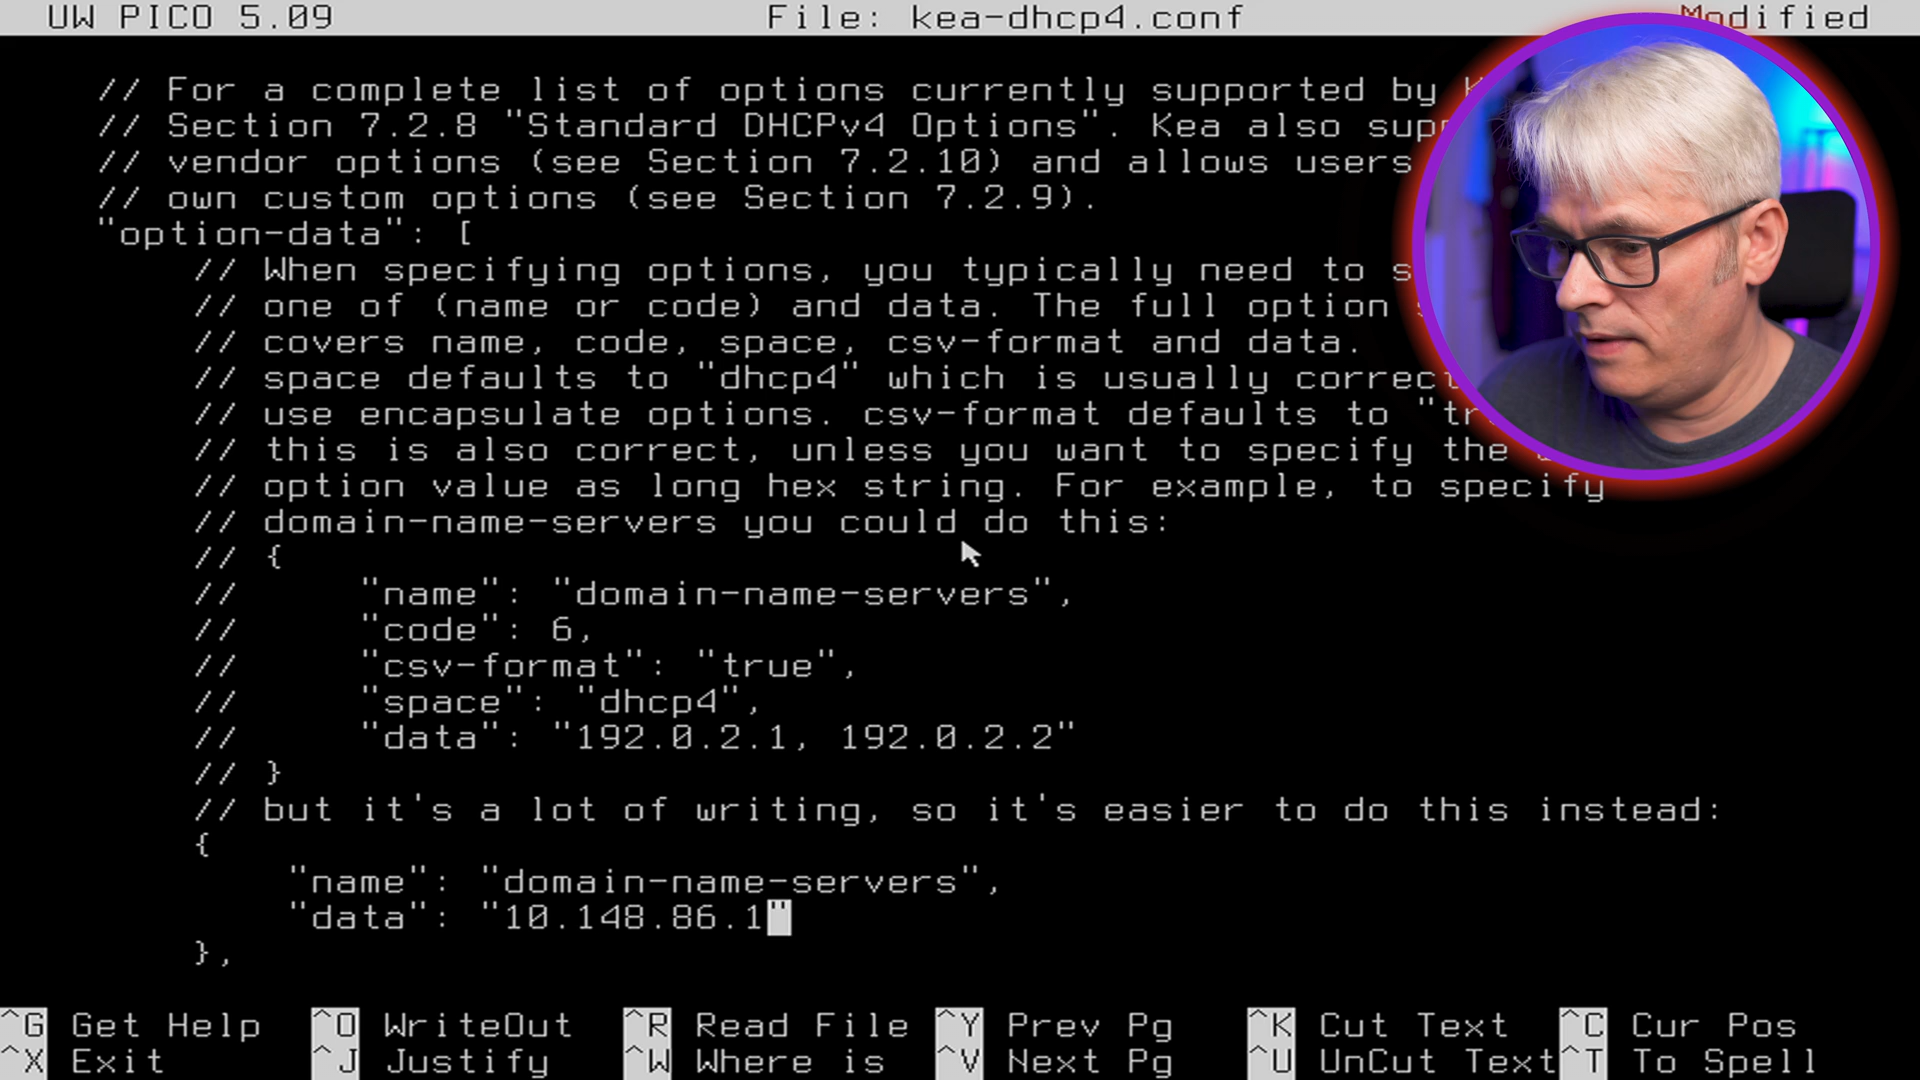 UW PICO 5.09 File: kea-dhcp4.conf Modified
// For a complete list of options currently supported by
// Section 7.2.8 "Standard DHCPv4 Options". Kea also
// vendor options (see Section 7.2.10) and allows users
// own custom options (see Section 7.2.9).
"option-data": [
// When specifying options, you typically need to
// one of (name or code) and data. The full option
// covers name, code, space, csv-format and data.
// space defaults to "dhcp4" which is usually
// use encapsulate options. csv-format defaults to
// this is also correct, unless you want to specify the
// option value as long hex string. For example, to specify
// domain-name-servers you could do this:
// {
// "name": "domain-name-servers",
// "code": 6,
// "csv-format": "true",
// "space": "dhcp4",
// "data": "192.0.2.1, 192.0.2.2"
// }
// but it's a lot of writing, so it's easier to do this instead:
{
"name": "domain-name-servers",
"data": "10.148.86.1"
},
^G Get Help ^O WriteOut ^R Read File ^Y Prev Pg ^K Cut Text ^C Cur Pos
^X Exit ^J Justify ^W Where is ^V Next Pg ^U UnCut Text ^T To Spell